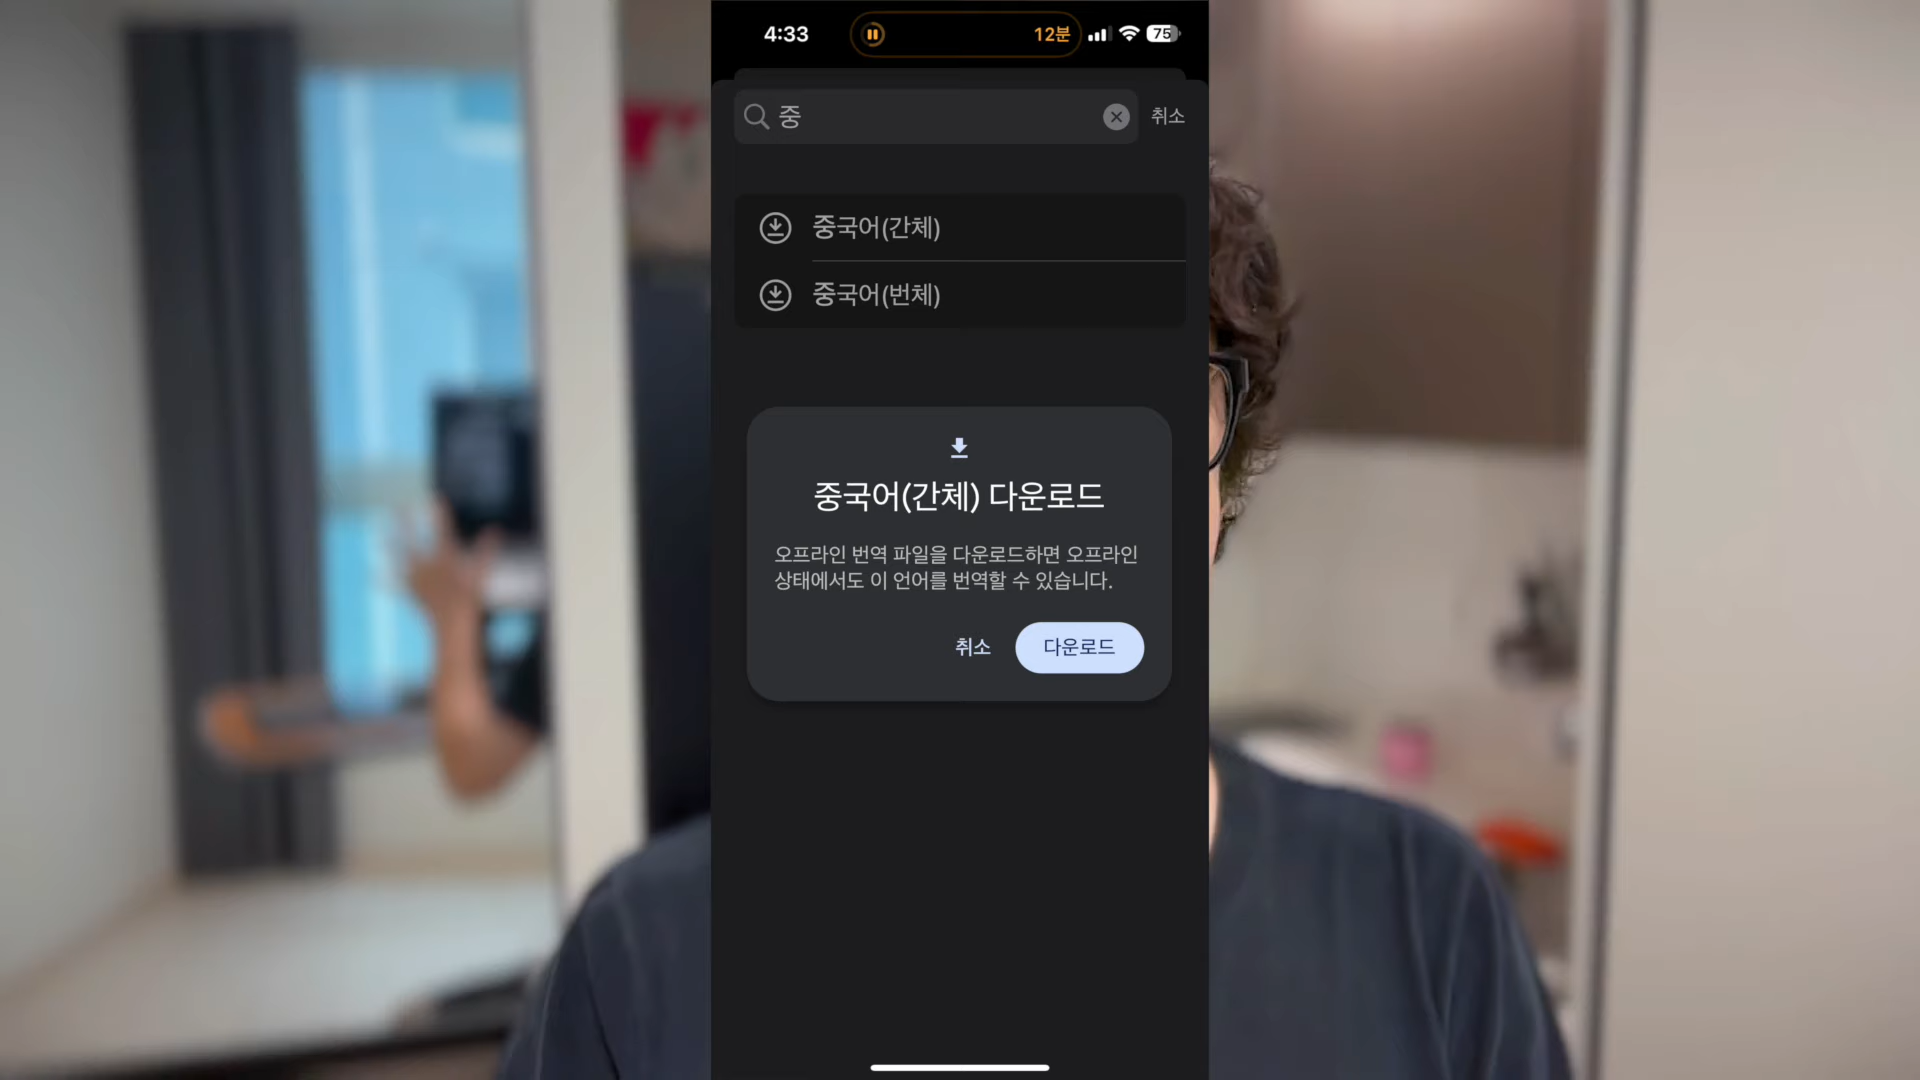 4:33
12분
75
중
취소
중국어(간체)
중국어(번체)
중국어(간체) 다운로드
오프라인 번역 파일을 다운로드하면 오프라인
상태에서도 이 언어를 번역할 수 있습니다.
취소
다운로드